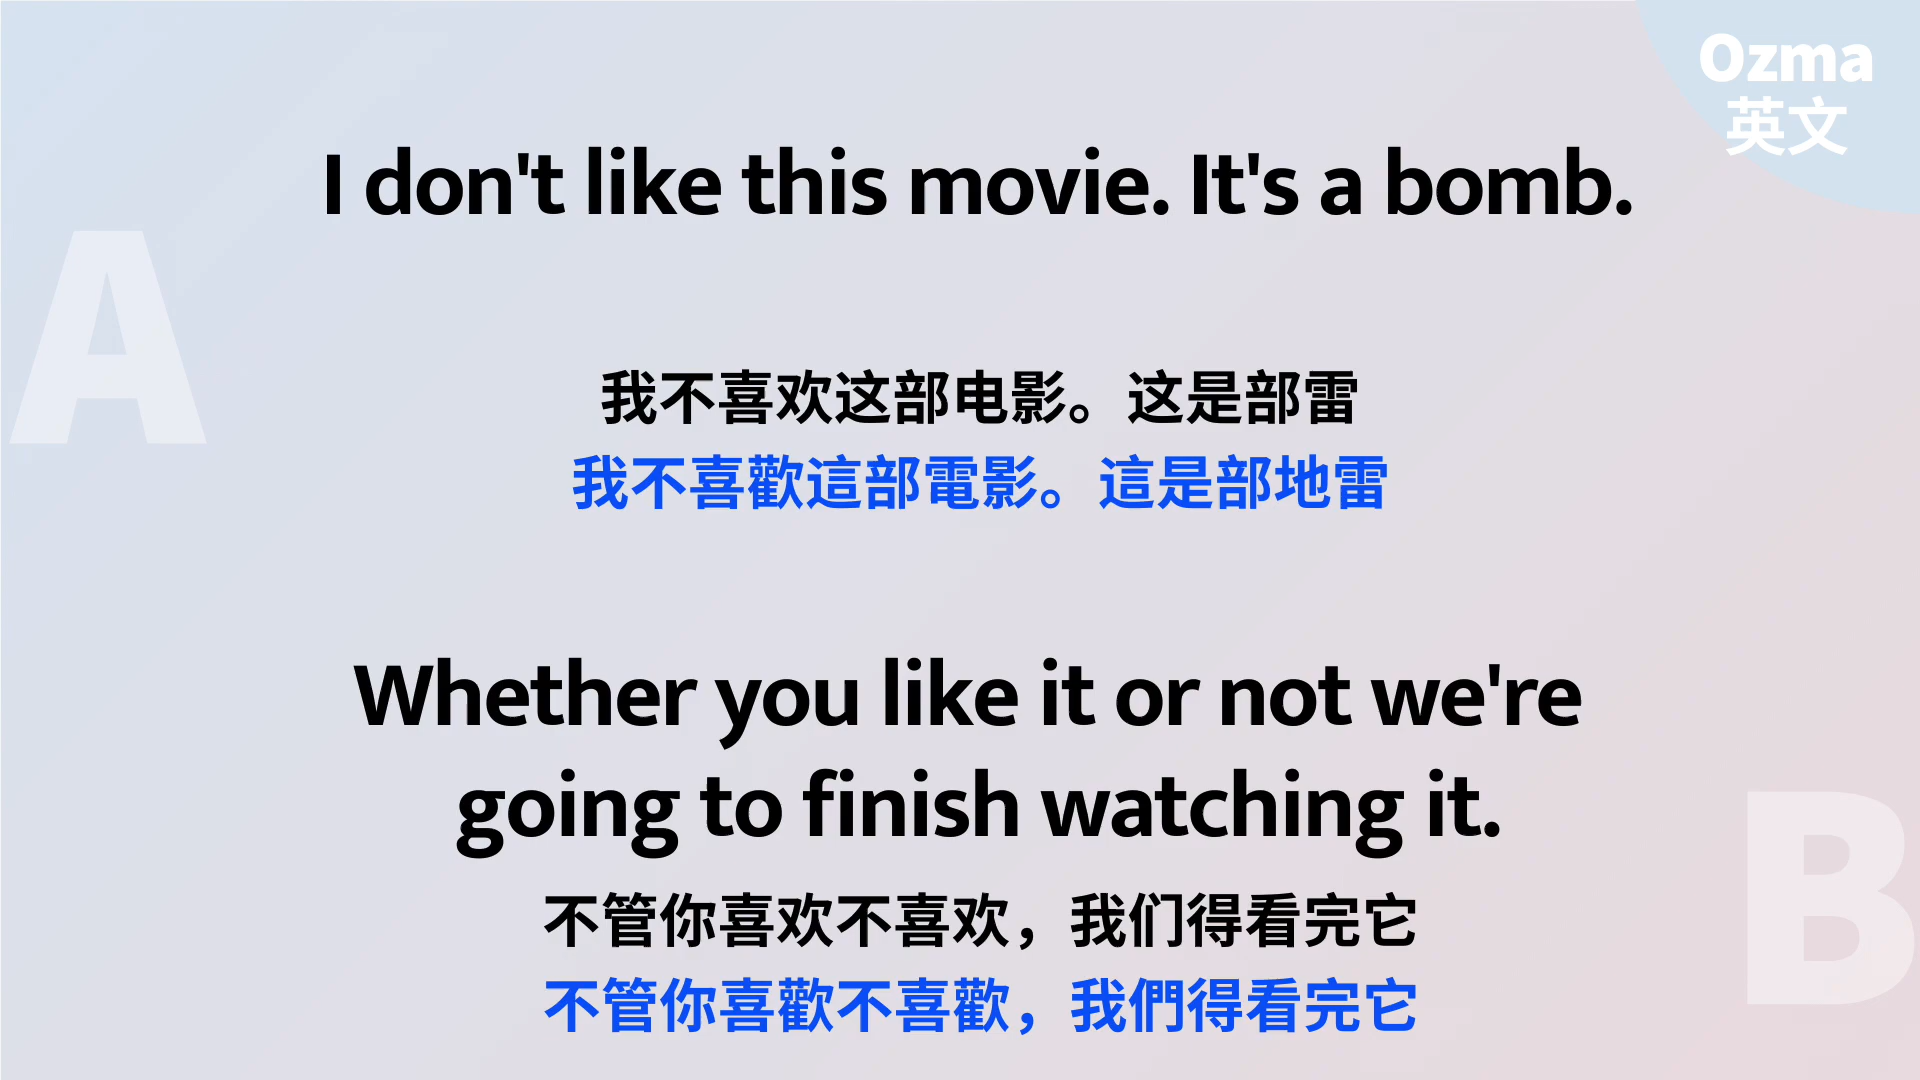 Ozma
英文
I don't like this movie. It's a bomb.
A
我不喜欢这部电影。这是部雷
我不喜歡這部電影。這是部地雷
Whether you like it or not we're
going to finish watching it.
B
不管你喜欢不喜欢，我们得看完它
不管你喜歡不喜歡，我們得看完它